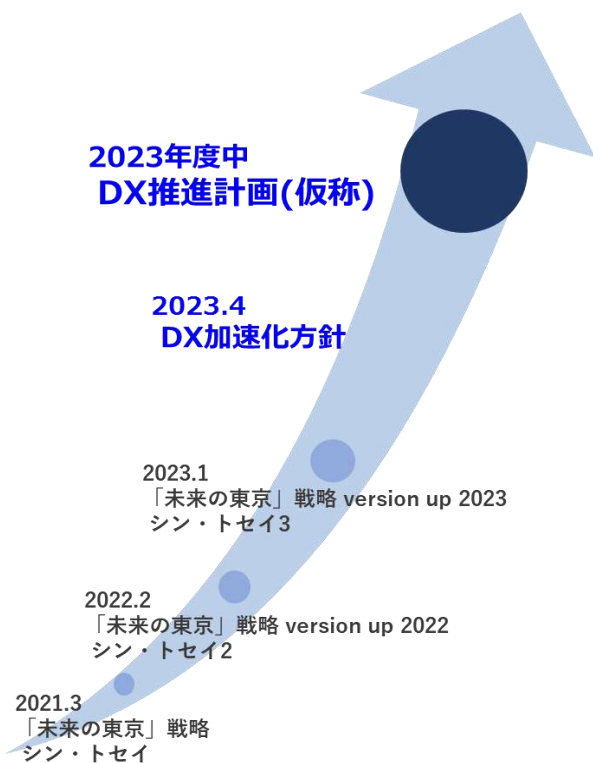 2023年度中
DX推進計画(仮称)
2023.4
DX加速化方針
2023.1
「未来の東京」戦略 version up 2023
シン・トセイ3
2022.2
「未来の東京」戦略 version up 2022
シン・トセイ2
2021.3
「未来の東京」戦略
シン・トセイ